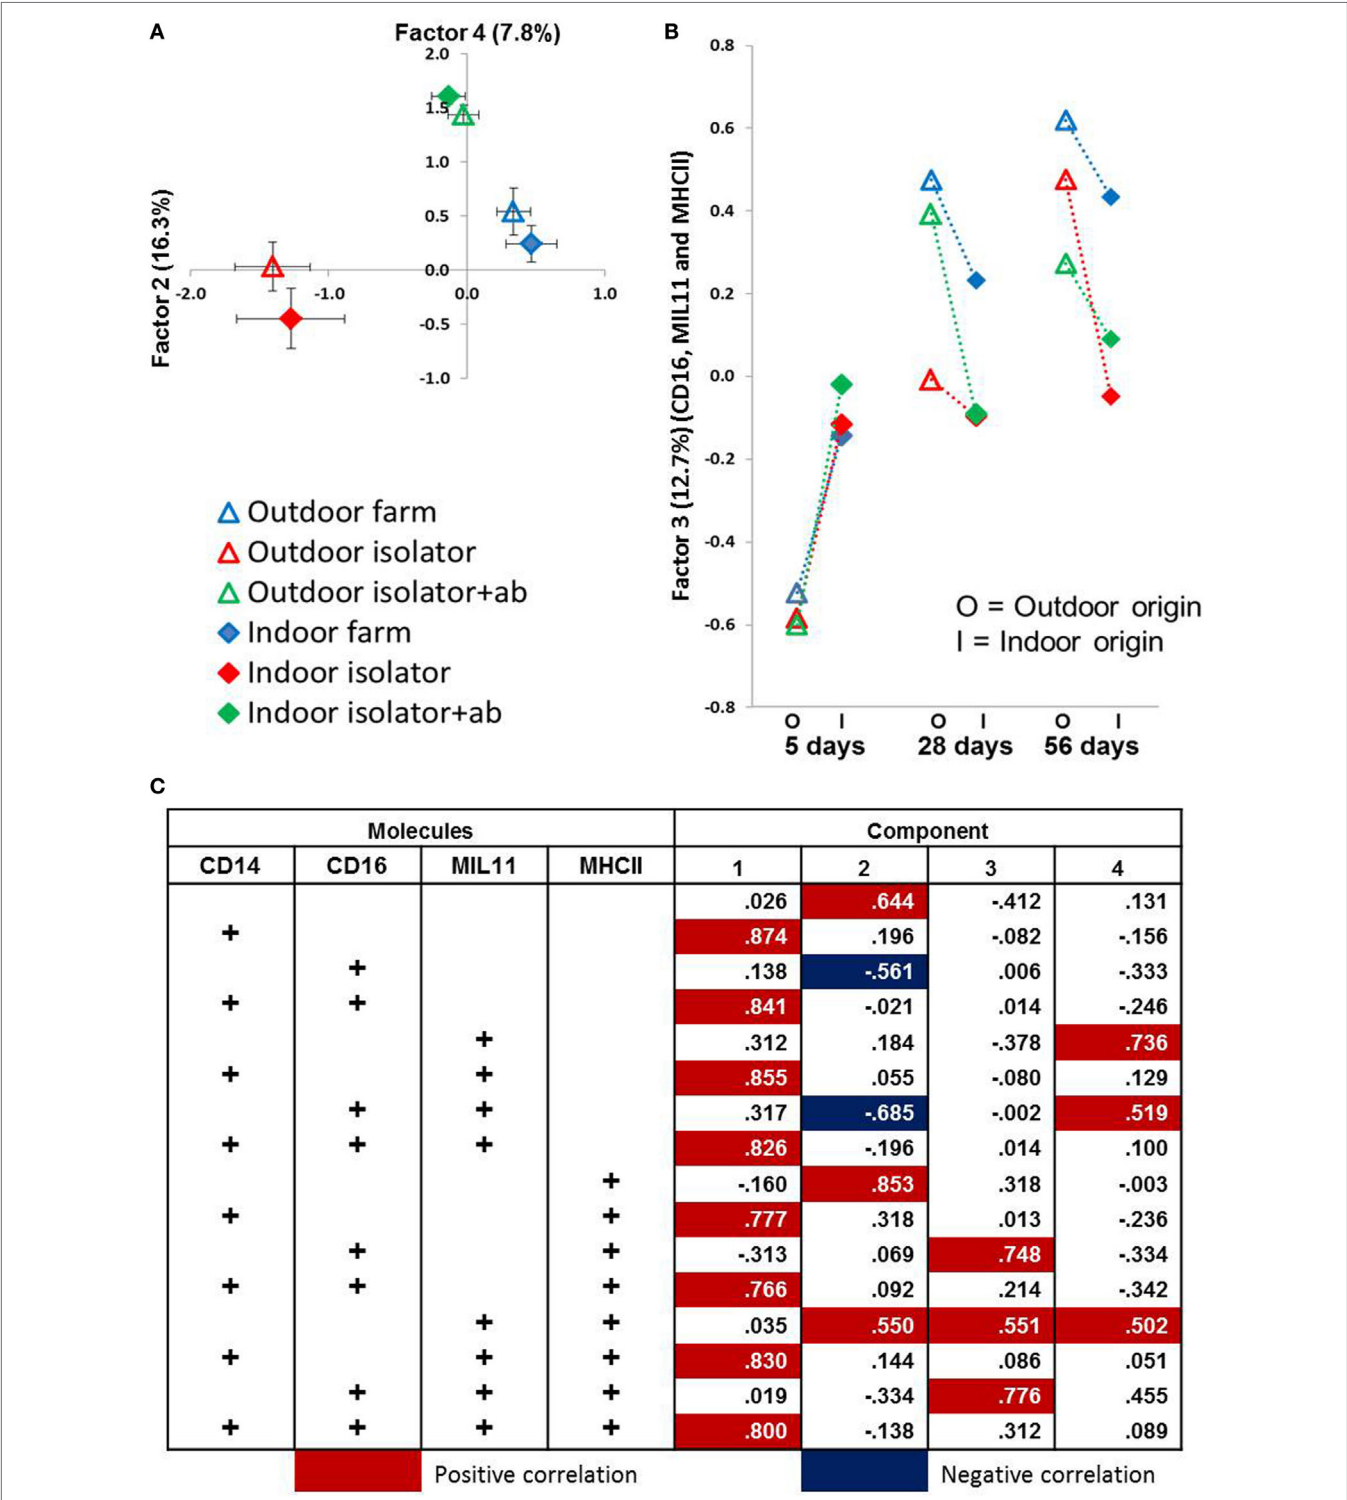 A
Factor 4 (7.8%)
2.0
1.5
1.0
0.5
0.0
-0.5
-1.0
-2.0 -1.0 0.0 1.0
Factor 2 (16.3%)
Outdoor farm
Outdoor isolator
Outdoor isolator+ab
Indoor farm
Indoor isolator
Indoor isolator+ab
B
Factor 3 (12.7%) (CD16, MIL11 and MHCII)
0.8
0.6
0.4
0.2
0.0
-0.2
-0.4
-0.6
-0.8
O = Outdoor origin
I = Indoor origin
O I O I O I
5 days 28 days 56 days
C
Molecules Component
CD14 CD16 MIL11 MHCII 1 2 3 4
.026 .644 -.412 .131
+ .874 .196 -.082 -.156
+ .138 -.561 .006 -.333
+ + .841 -.021 .014 -.246
+ .312 .184 -.378 .736
+ + .855 .055 -.080 .129
+ + .317 -.685 -.002 .519
+ + + .826 -.196 .014 .100
+ -.160 .853 .318 -.003
+ + .777 .318 .013 -.236
+ + -.313 .069 .748 -.334
+ + + .766 .092 .214 -.342
+ + .035 .550 .551 .502
+ + + .830 .144 .086 .051
+ + + .019 -.334 .776 .455
+ + + + .800 -.138 .312 .089
Positive correlation Negative correlation